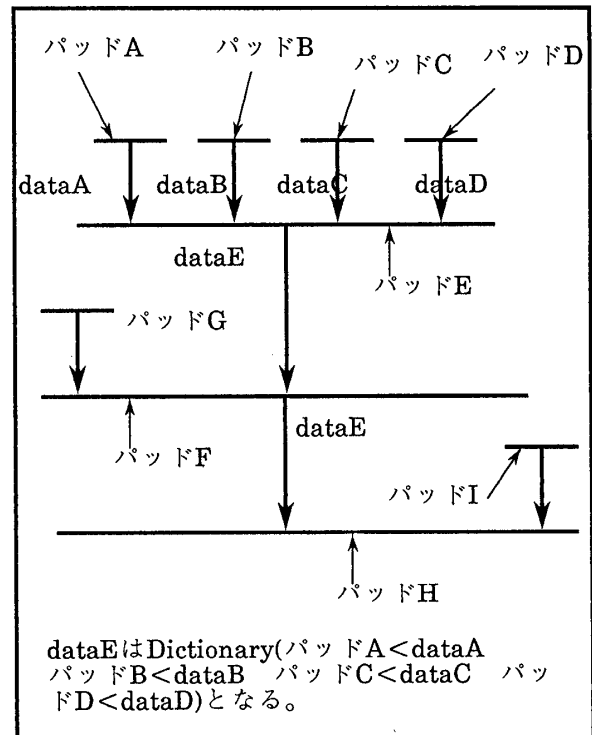 パッドA
パッドB
パッドC
パッドD
dataA
dataB
dataC
dataD
dataE
パッドE
パッドG
dataE
パッドF
パッドI
パッドH
dataEはDictionary(パッドA<dataA
パッドB<dataB　パッドC<dataC　パッ
ドD<dataD)となる。